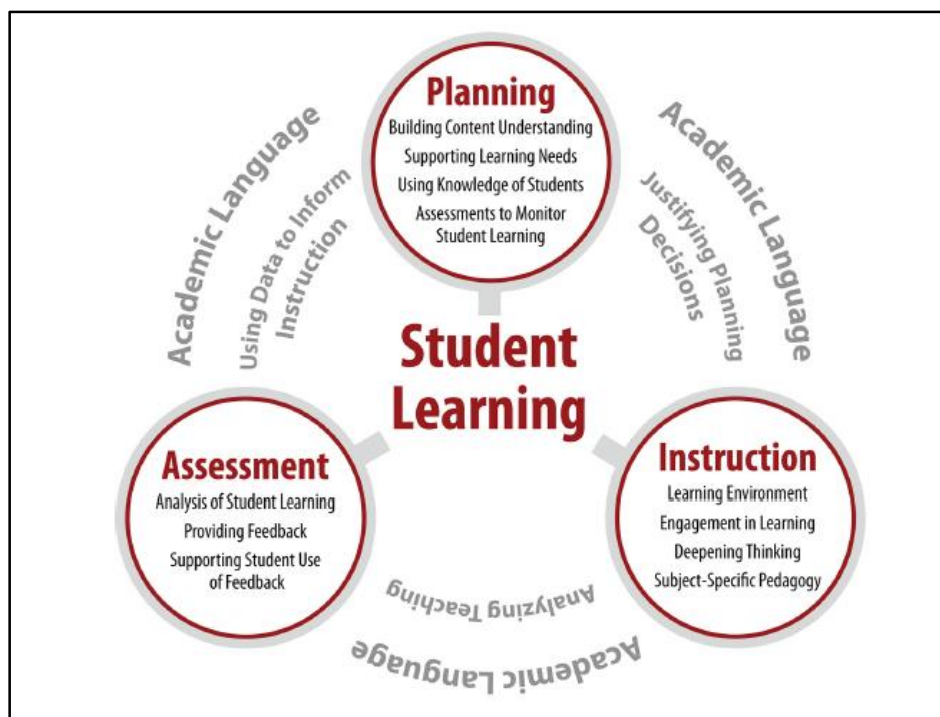 Planning
Building Content Understanding
Supporting Learning Needs
Using Knowledge of Students
Assessments to Monitor
Student Learning
Academic Language
Using Data to Inform
Instruction
Academic Language
Justifying Planning
Decisions
Student
Learning
Assessment
Analysis of Student Learning
Providing Feedback
Supporting Student Use
of Feedback
Instruction
Learning Environment
Engagement in Learning
Deepening Thinking
Subject-Specific Pedagogy
Analyzing Teaching
Academic Language